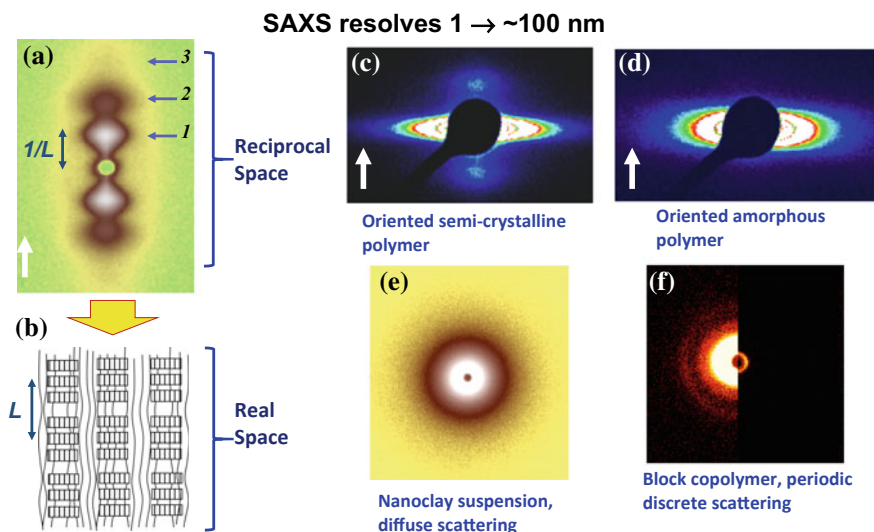 SAXS resolves 1 → ~100 nm
(a)
3
2
1
1/L
Reciprocal
Space
(b)
L
Real
Space
(c)
Oriented semi-crystalline
polymer
(d)
Oriented amorphous
polymer
(e)
Nanoclay suspension,
diffuse scattering
(f)
Block copolymer, periodic
discrete scattering